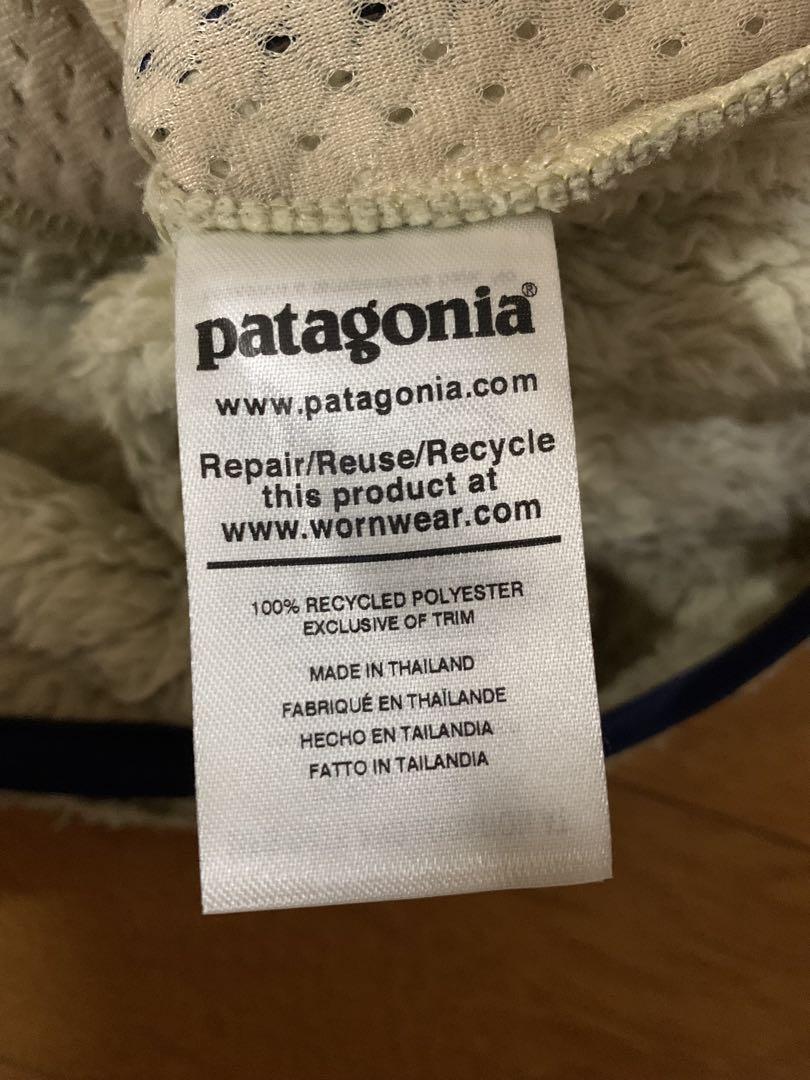 patagonia®
www.patagonia.com
Repair/Reuse/Recycle
this product at
www.wornwear.com
100% RECYCLED POLYESTER
EXCLUSIVE OF TRIM
MADE IN THAILAND
FABRIQUÉ EN THAÏLANDE
HECHO EN TAILANDIA
FATTO IN TAILANDIA